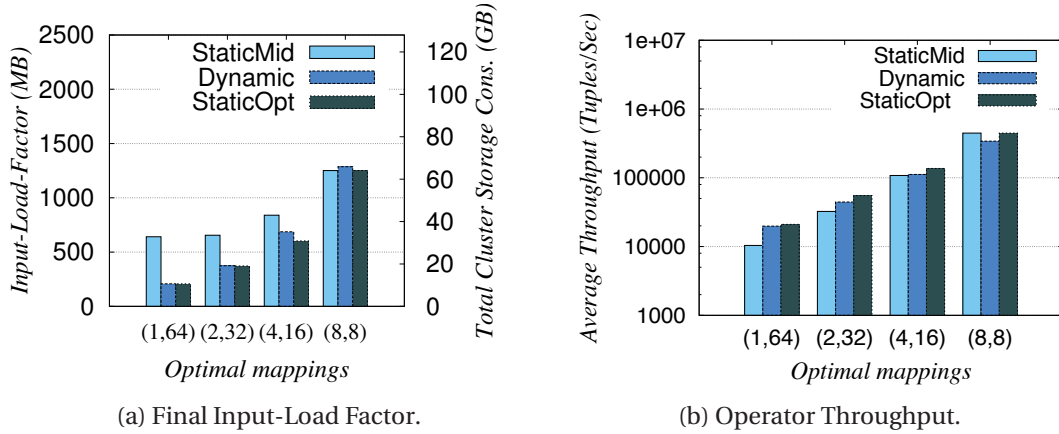 2500
2000
1500
1000
500
0
Input-Load-Factor (MB)
StaticMid
Dynamic
StaticOpt
120
100
80
60
40
20
0
Total Cluster Storage Cons. (GB)
(1,64) (2,32) (4,16) (8,8)
Optimal mappings
(a) Final Input-Load Factor.
1e+07
1e+06
100000
10000
1000
Average Throughput (Tuples/Sec)
StaticMid
Dynamic
StaticOpt
(1,64) (2,32) (4,16) (8,8)
Optimal mappings
(b) Operator Throughput.